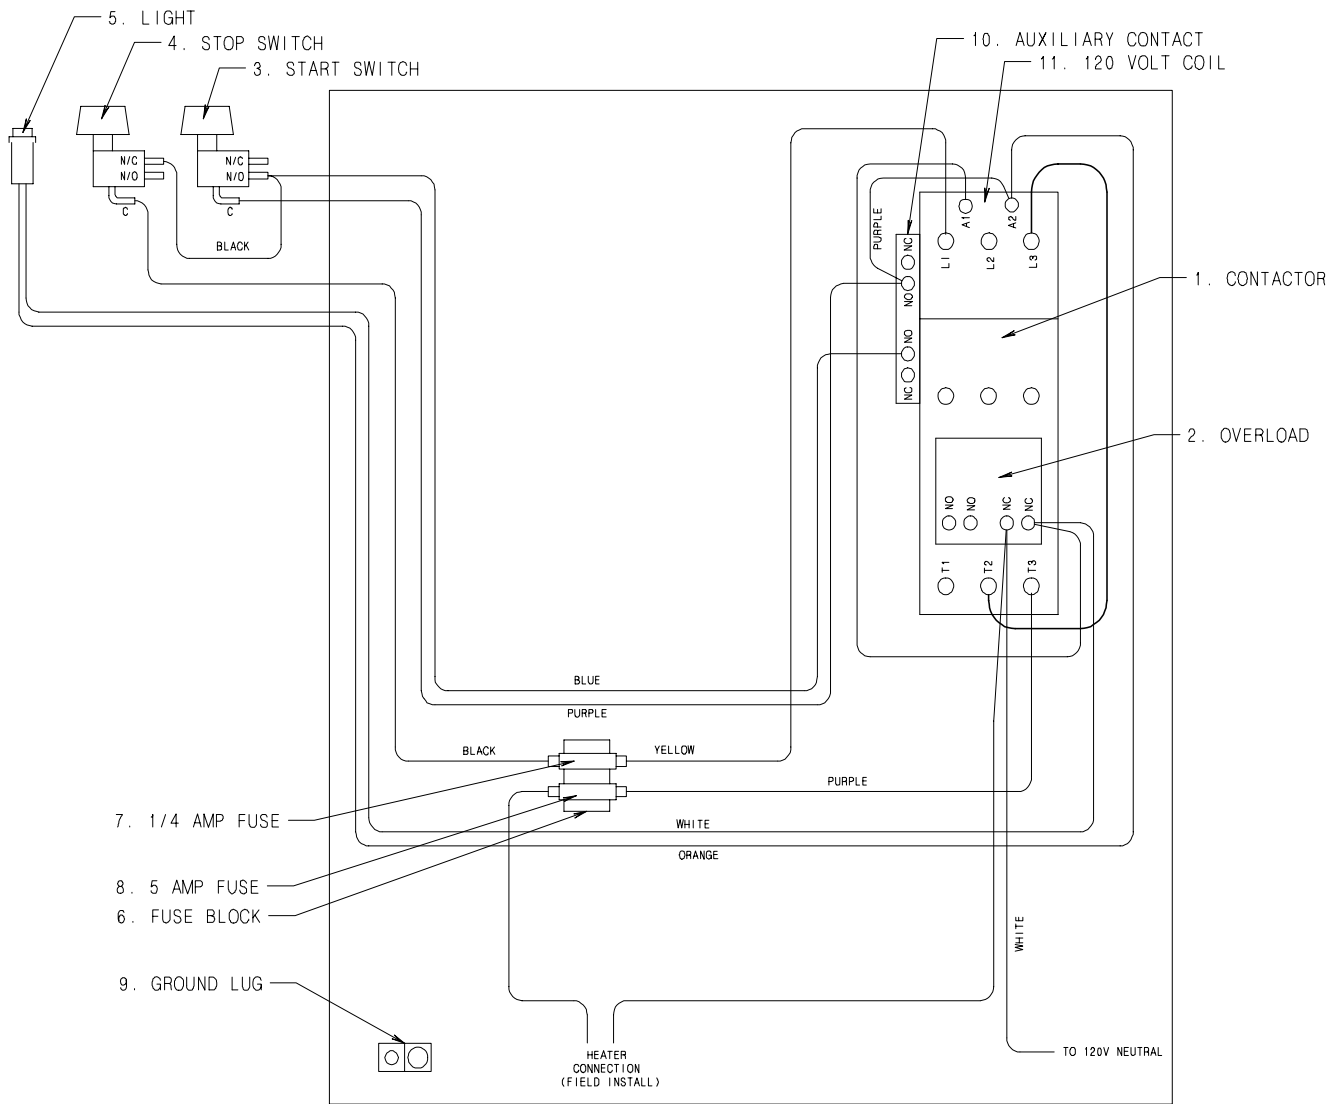 5. LIGHT
4. STOP SWITCH
3. START SWITCH
10. AUXILIARY CONTACT
11. 120 VOLT COIL
N/C
N/O
C
N/C
N/O
C
BLACK
PURPLE
NC
NO
NO
NC
A1
A2
L1
L2
L3
1. CONTACTOR
2. OVERLOAD
NO
NO
NC
NC
T1
T2
T3
BLUE
PURPLE
BLACK
YELLOW
PURPLE
7. 1/4 AMP FUSE
WHITE
ORANGE
8. 5 AMP FUSE
6. FUSE BLOCK
WHITE
9. GROUND LUG
HEATER
CONNECTION
(FIELD INSTALL)
TO 120V NEUTRAL